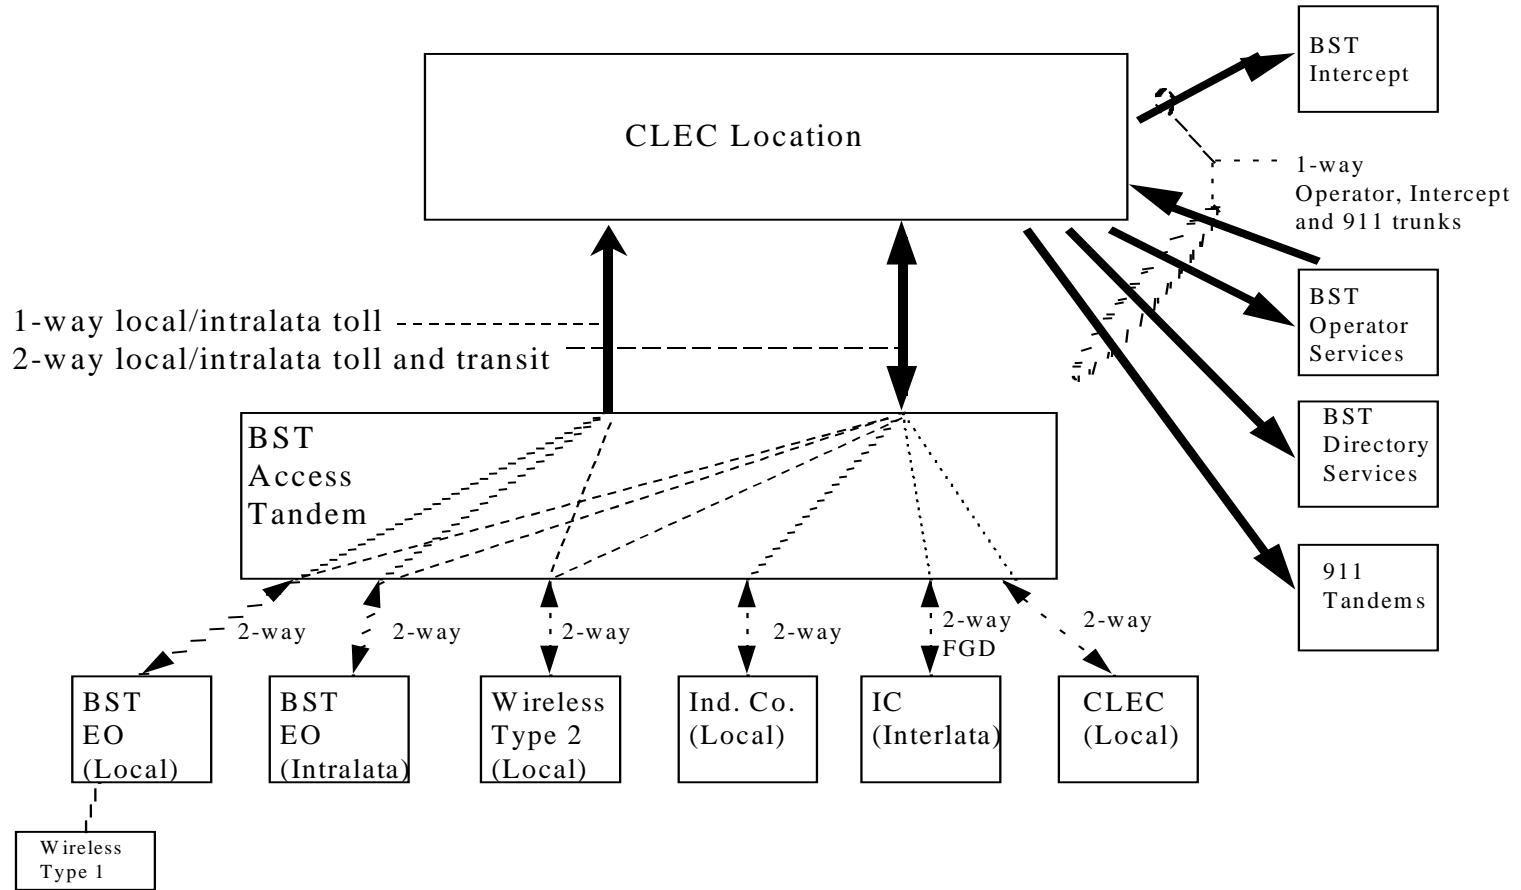 BST
Intercept
CLEC Location
1-way
Operator, Intercept
and 911 trunks
1-way local/intralata toll
2-way local/intralata toll and transit
BST
Operator
Services
BST
Directory
Services
911
Tandems
BST
Access
Tandem
2-way
2-way
2-way
2-way
2-way
FGD
2-way
BST
EO
(Local)
BST
EO
(Intralata)
Wireless
Type 2
(Local)
Ind. Co.
(Local)
IC
(Interlata)
CLEC
(Local)
Wireless
Type 1